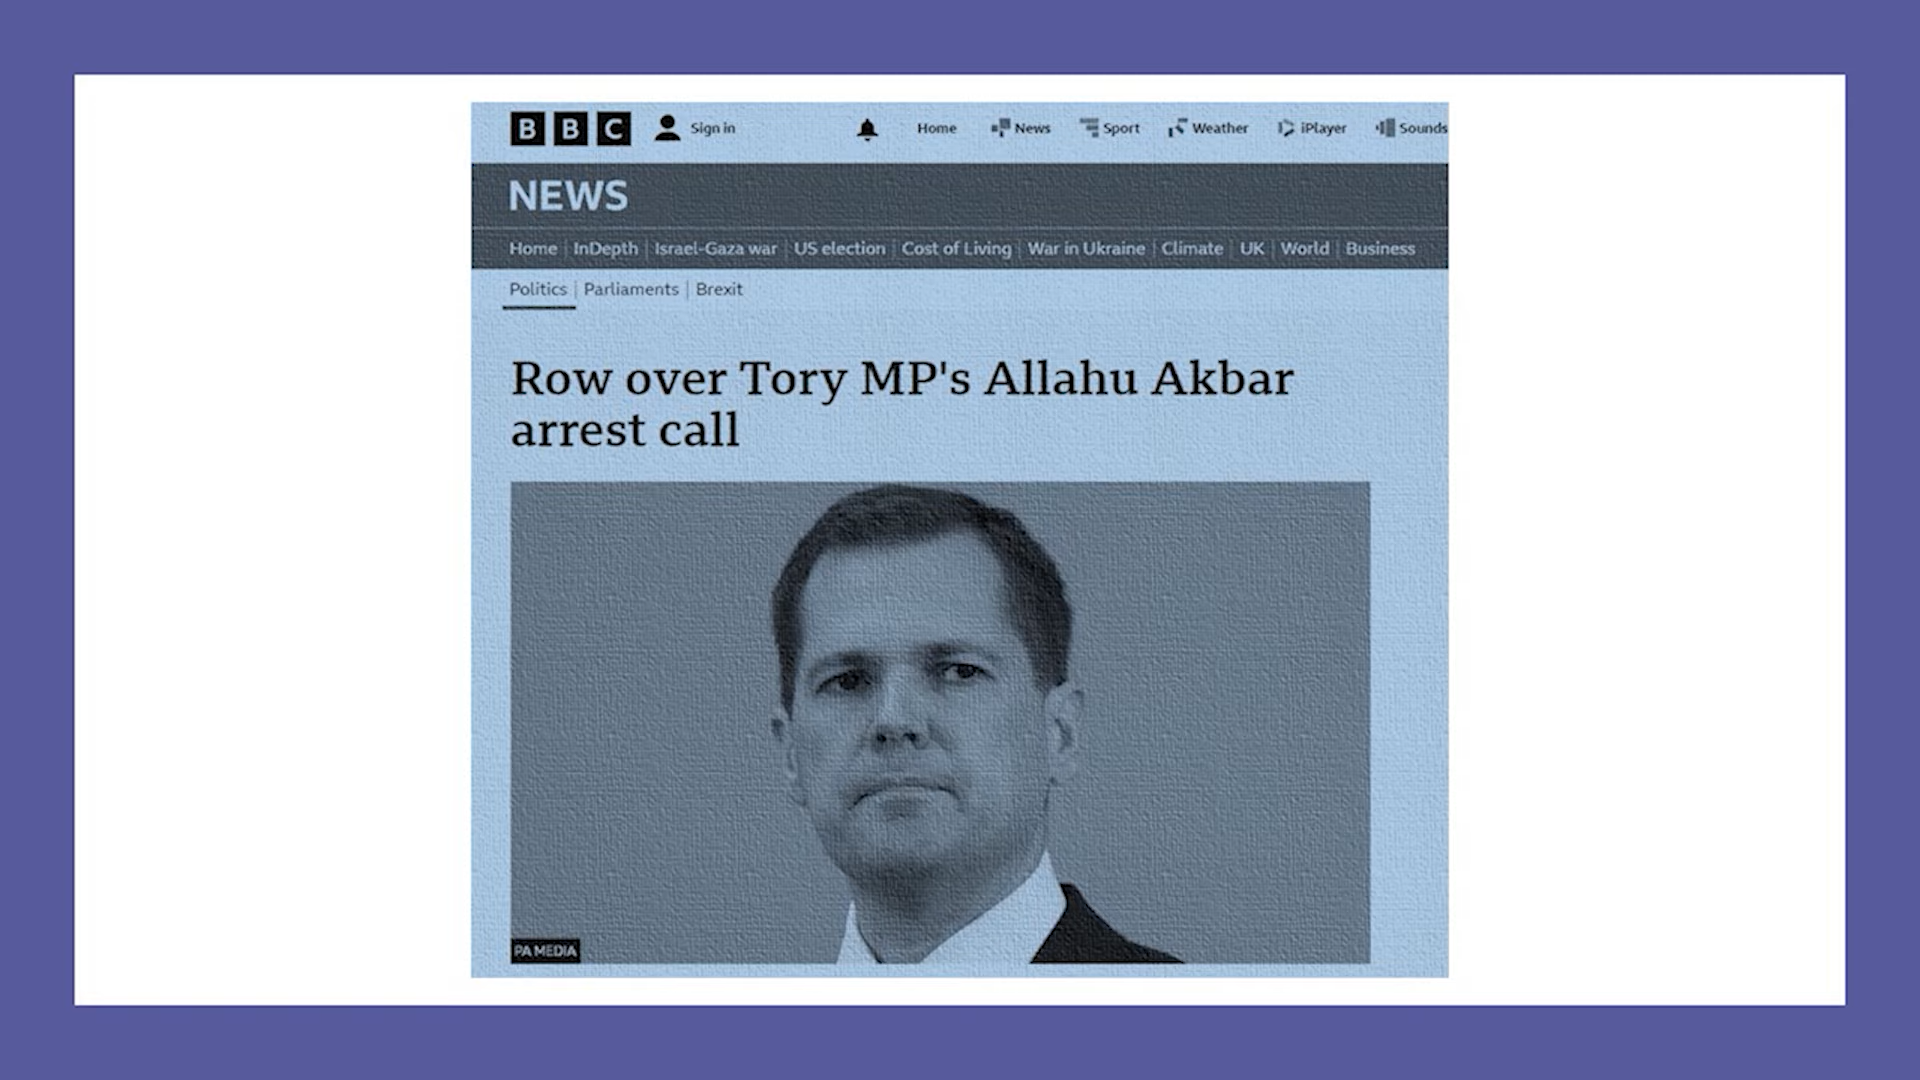 BBC Sign in Home News Sport Weather iPlayer Sounds
NEWS
Home InDepth Israel-Gaza war US election Cost of Living War in Ukraine Climate UK World Business
Politics Parliaments Brexit
Row over Tory MP's Allahu Akbar
arrest call
PA MEDIA